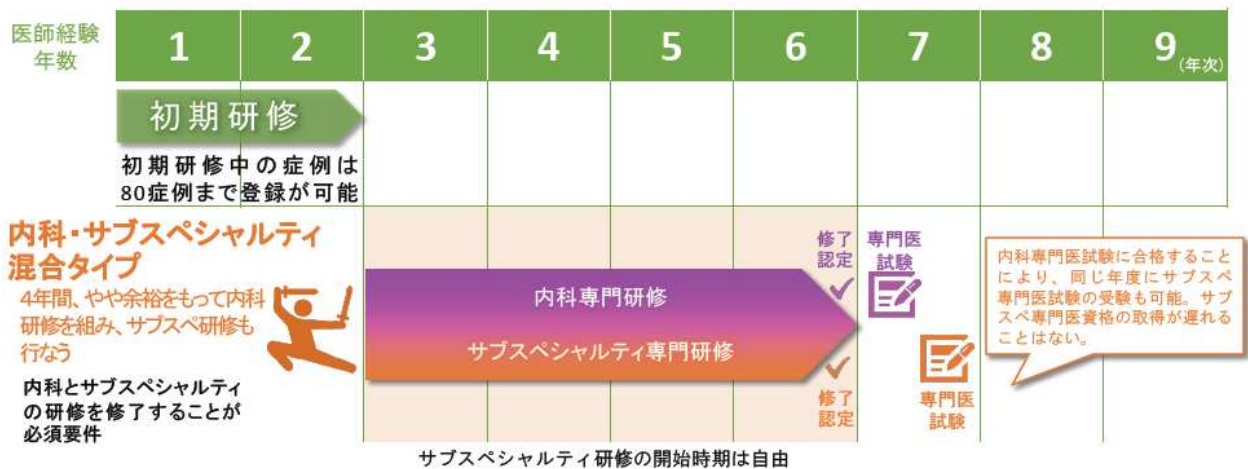 医師経験
年数
1 2 3 4 5 6 7 8 9(年次)
初期研修
初期研修中の症例は
80症例まで登録が可能
内科・サブスペシャルティ
混合タイプ
4年間、やや余裕をもって内科
研修を組み、サブスペ研修も
行なう
内科とサブスペシャルティ
の研修を修了することが
必須要件
内科専門研修
サブスペシャルティ専門研修
修了
認定
専門医
試験
修了
認定
専門医
試験
内科専門医試験に合格すること
により、同じ年度にサブスペ
専門医試験の受験も可能。サブ
スペ専門医資格の取得が遅れる
ことはない。
サブスペシャルティ研修の開始時期は自由